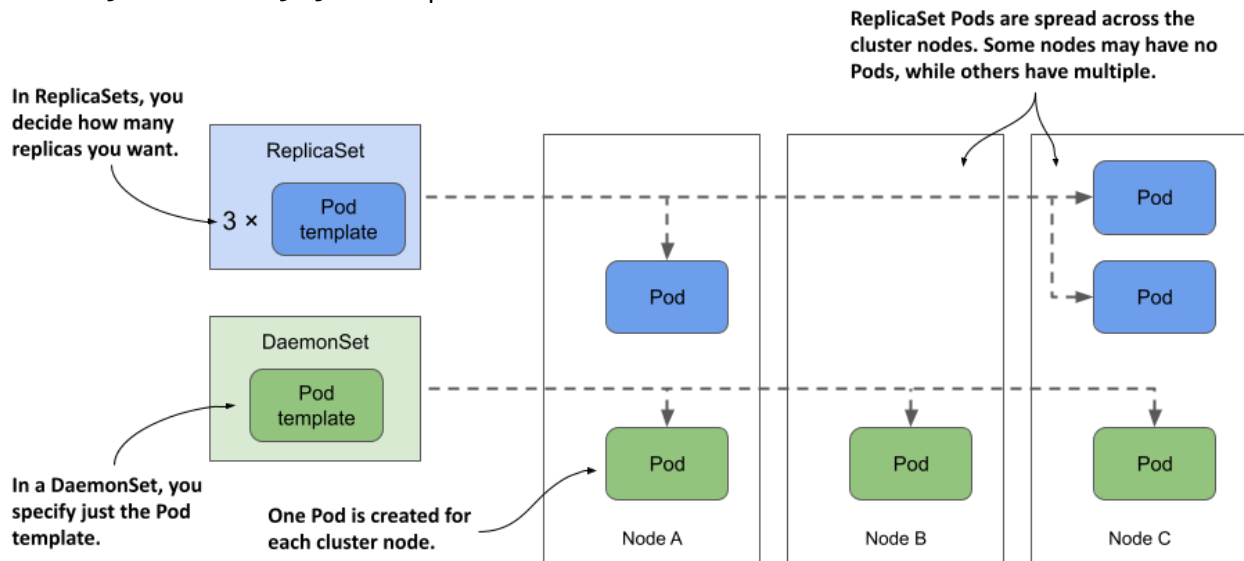 ReplicaSet Pods are spread across the
cluster nodes. Some nodes may have no
Pods, while others have multiple.
In ReplicaSets, you
decide how many
replicas you want.
ReplicaSet
3 ×
Pod
template
Pod
Pod
Pod
DaemonSet
Pod
template
Pod
Pod
Pod
In a DaemonSet, you
specify just the Pod
template.
One Pod is created for
each cluster node.
Node A
Node B
Node C